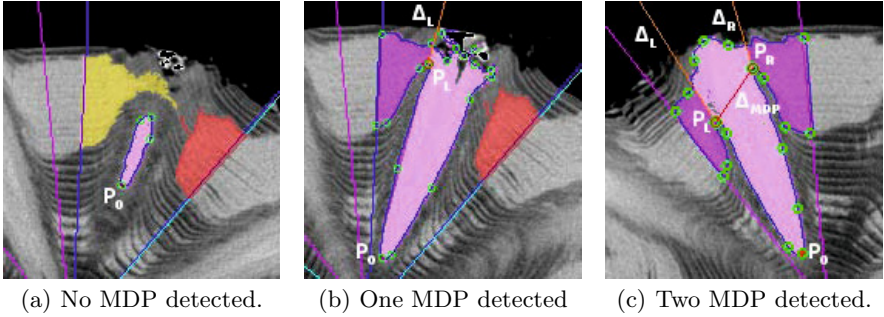 P₀
(a) No MDP detected.
Δ_L
P_L
P₀
(b) One MDP detected
Δ_L
Δ_R
P_R
Δ_MDP
P_L
P₀
(c) Two MDP detected.